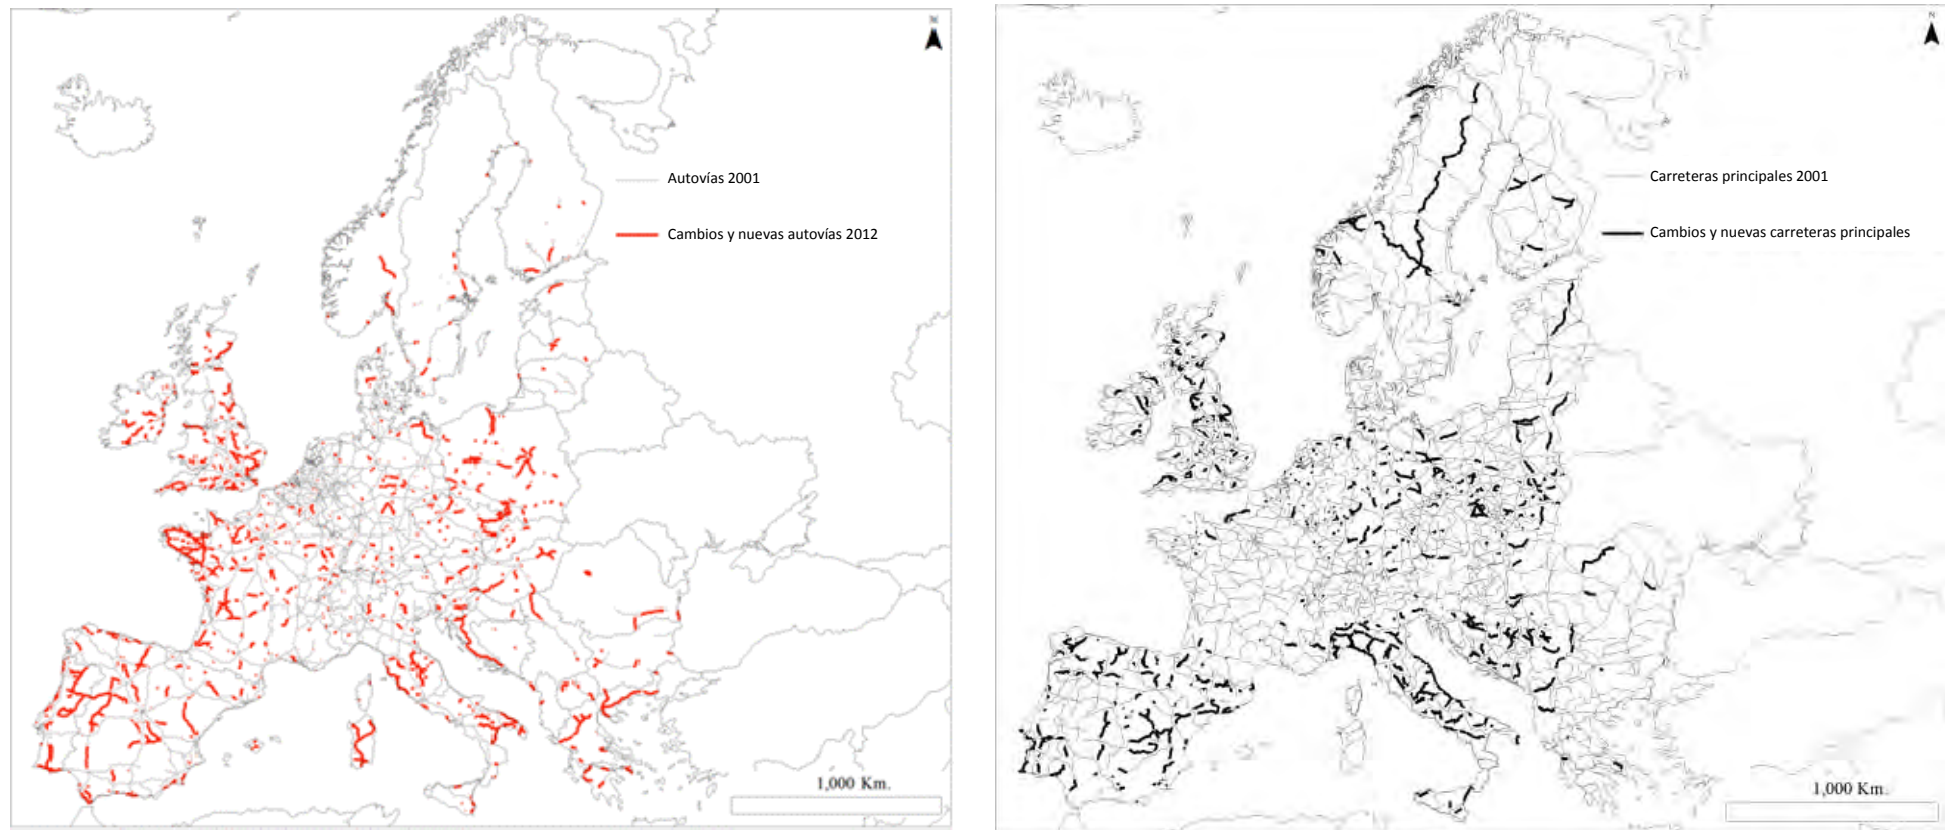 N
Autovías 2001
Cambios y nuevas autovías 2012
1,000 Km.
N
Carreteras principales 2001
Cambios y nuevas carreteras principales
1,000 Km.